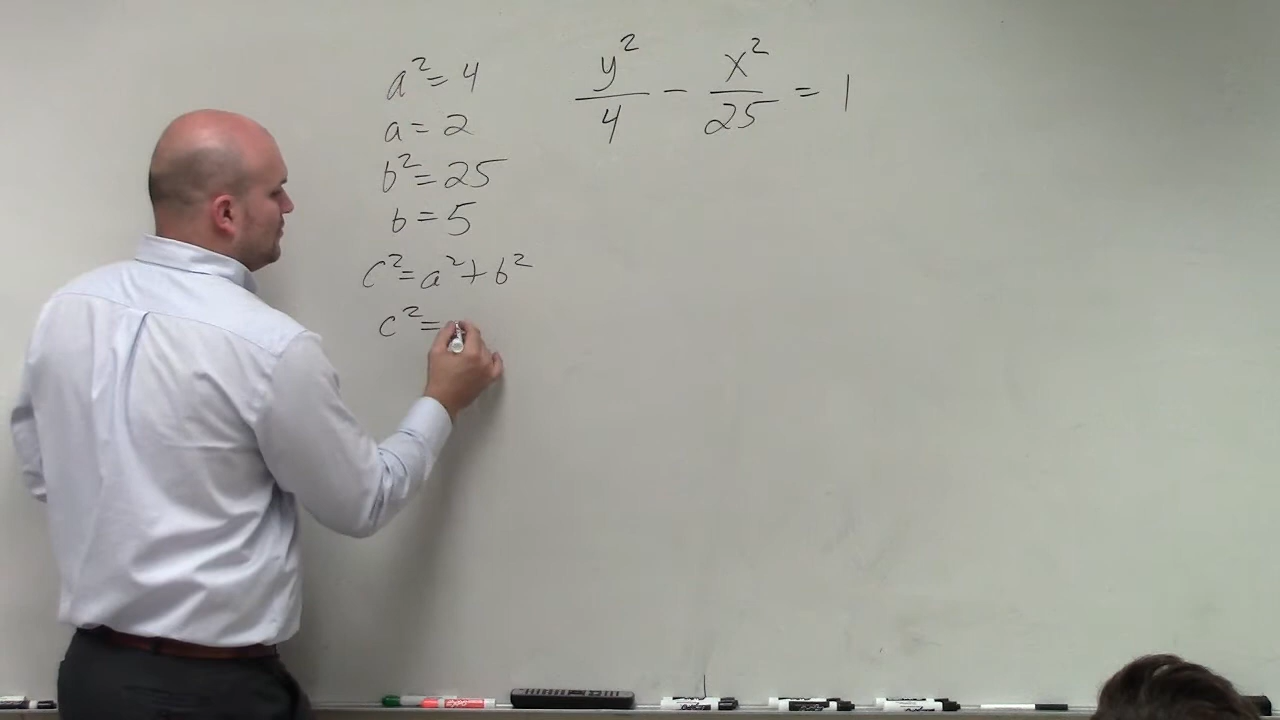 a² = 4
a = 2
b² = 25
b = 5
c² = a² + b²
c² =
y²/4 - x²/25 = 1